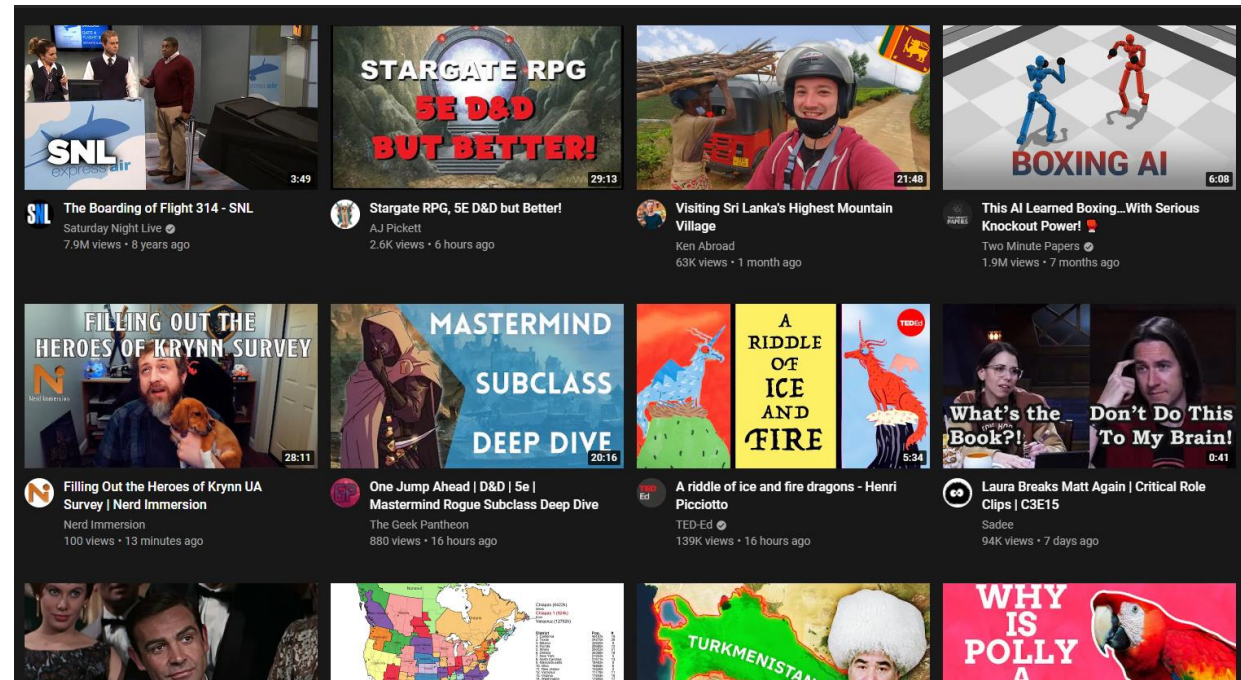 SNL
express air
3:49
The Boarding of Flight 314 - SNL
Saturday Night Live
7.9M views • 8 years ago
STARGATE RPG
5E D&D
BUT BETTER!
29:13
Stargate RPG, 5E D&D but Better!
AJ Pickett
2.6K views • 6 hours ago
21:48
Visiting Sri Lanka's Highest Mountain
Village
Ken Abroad
63K views • 1 month ago
BOXING AI
6:08
This AI Learned Boxing...With Serious
Knockout Power! 🥊
Two Minute Papers
1.9M views • 7 months ago
FILLING OUT THE
HEROES OF KRYNN SURVEY
Nerd Immersion
28:11
Filling Out the Heroes of Krynn UA
Survey | Nerd Immersion
Nerd Immersion
100 views • 13 minutes ago
MASTERMIND
SUBCLASS
DEEP DIVE
20:16
One Jump Ahead | D&D | 5e |
Mastermind Rogue Subclass Deep Dive
The Geek Pantheon
880 views • 16 hours ago
A
RIDDLE
OF
ICE
AND
FIRE
TED Ed
5:34
A riddle of ice and fire dragons - Henri
Picciotto
TED-Ed
139K views • 16 hours ago
What's the
Book?!
Don't Do This
To My Brain!
0:41
Laura Breaks Matt Again | Critical Role
Clips | C3E15
Sadee
94K views • 7 days ago
TURKMENISTAN
WHY
IS
POLLY
A